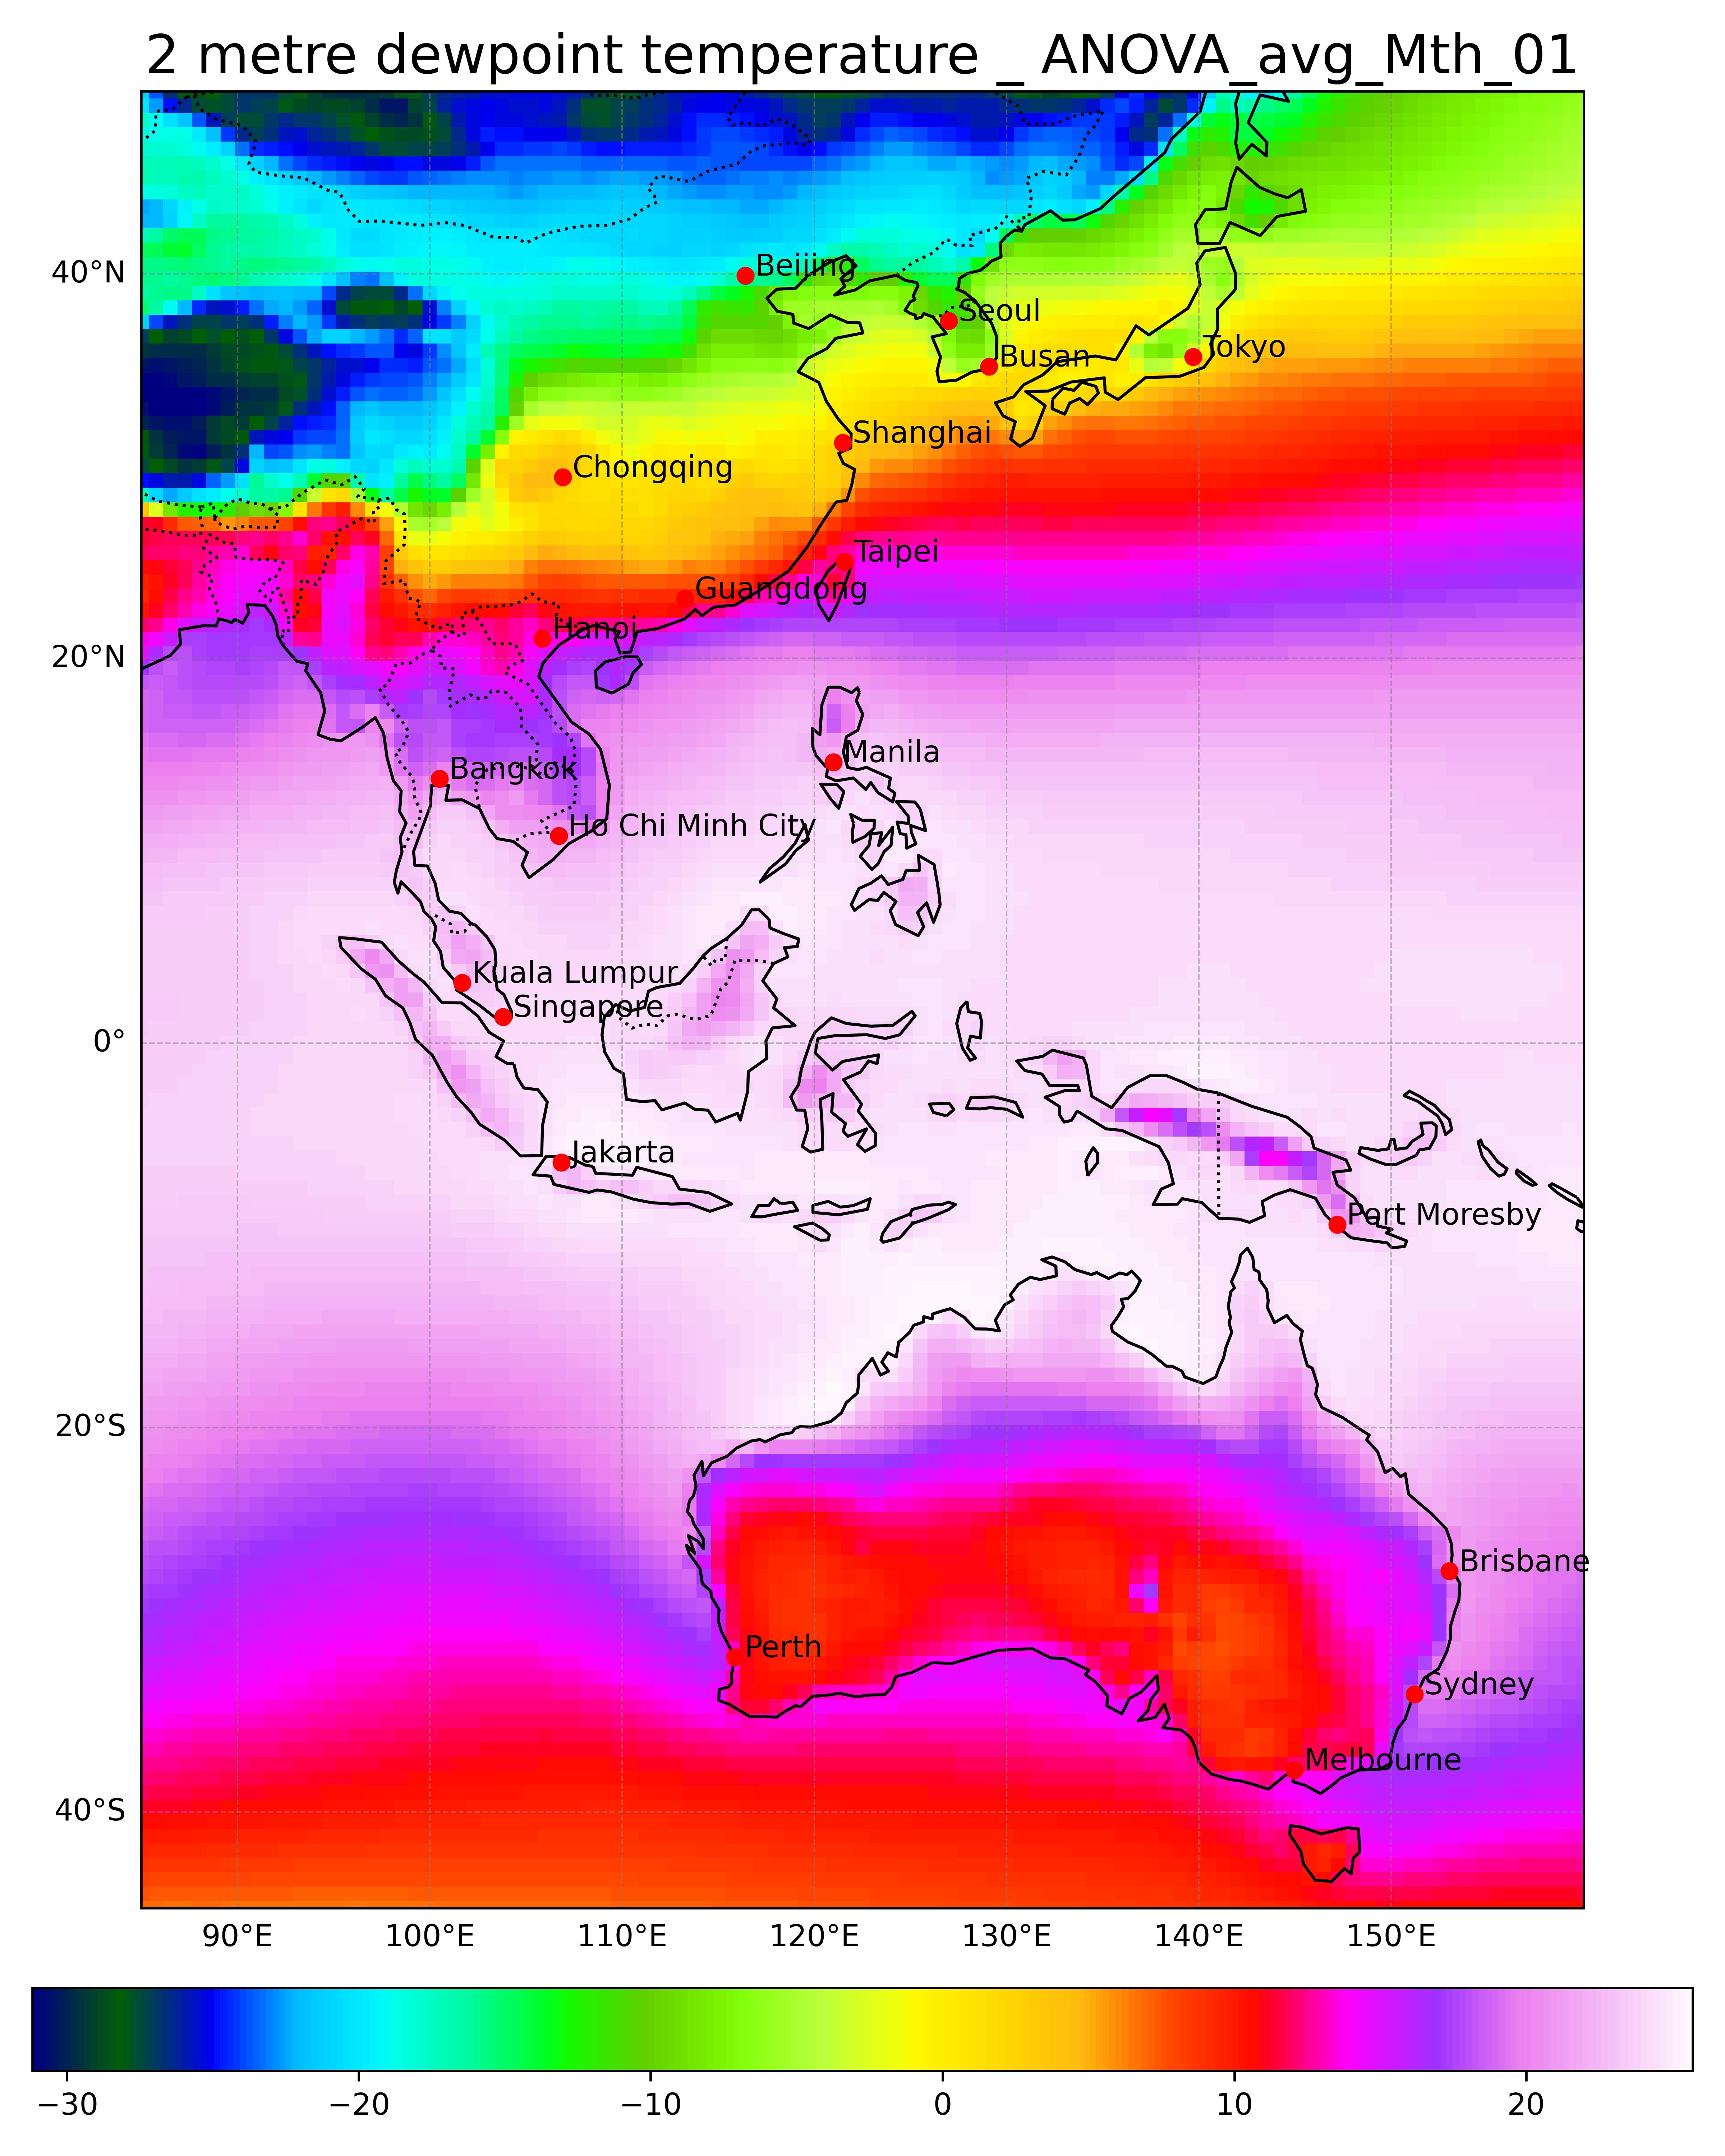 2 metre dewpoint temperature _ ANOVA_avg_Mth_01
40°N
20°N
0°
20°S
40°S
Beijing
Seoul
Busan
Tokyo
Shanghai
Chongqing
Taipei
Guangdong
Hanoi
Manila
Bangkok
Ho Chi Minh City
Kuala Lumpur
Singapore
Jakarta
Port Moresby
Brisbane
Perth
Sydney
Melbourne
90°E 100°E 110°E 120°E 130°E 140°E 150°E
−30 −20 −10 0 10 20